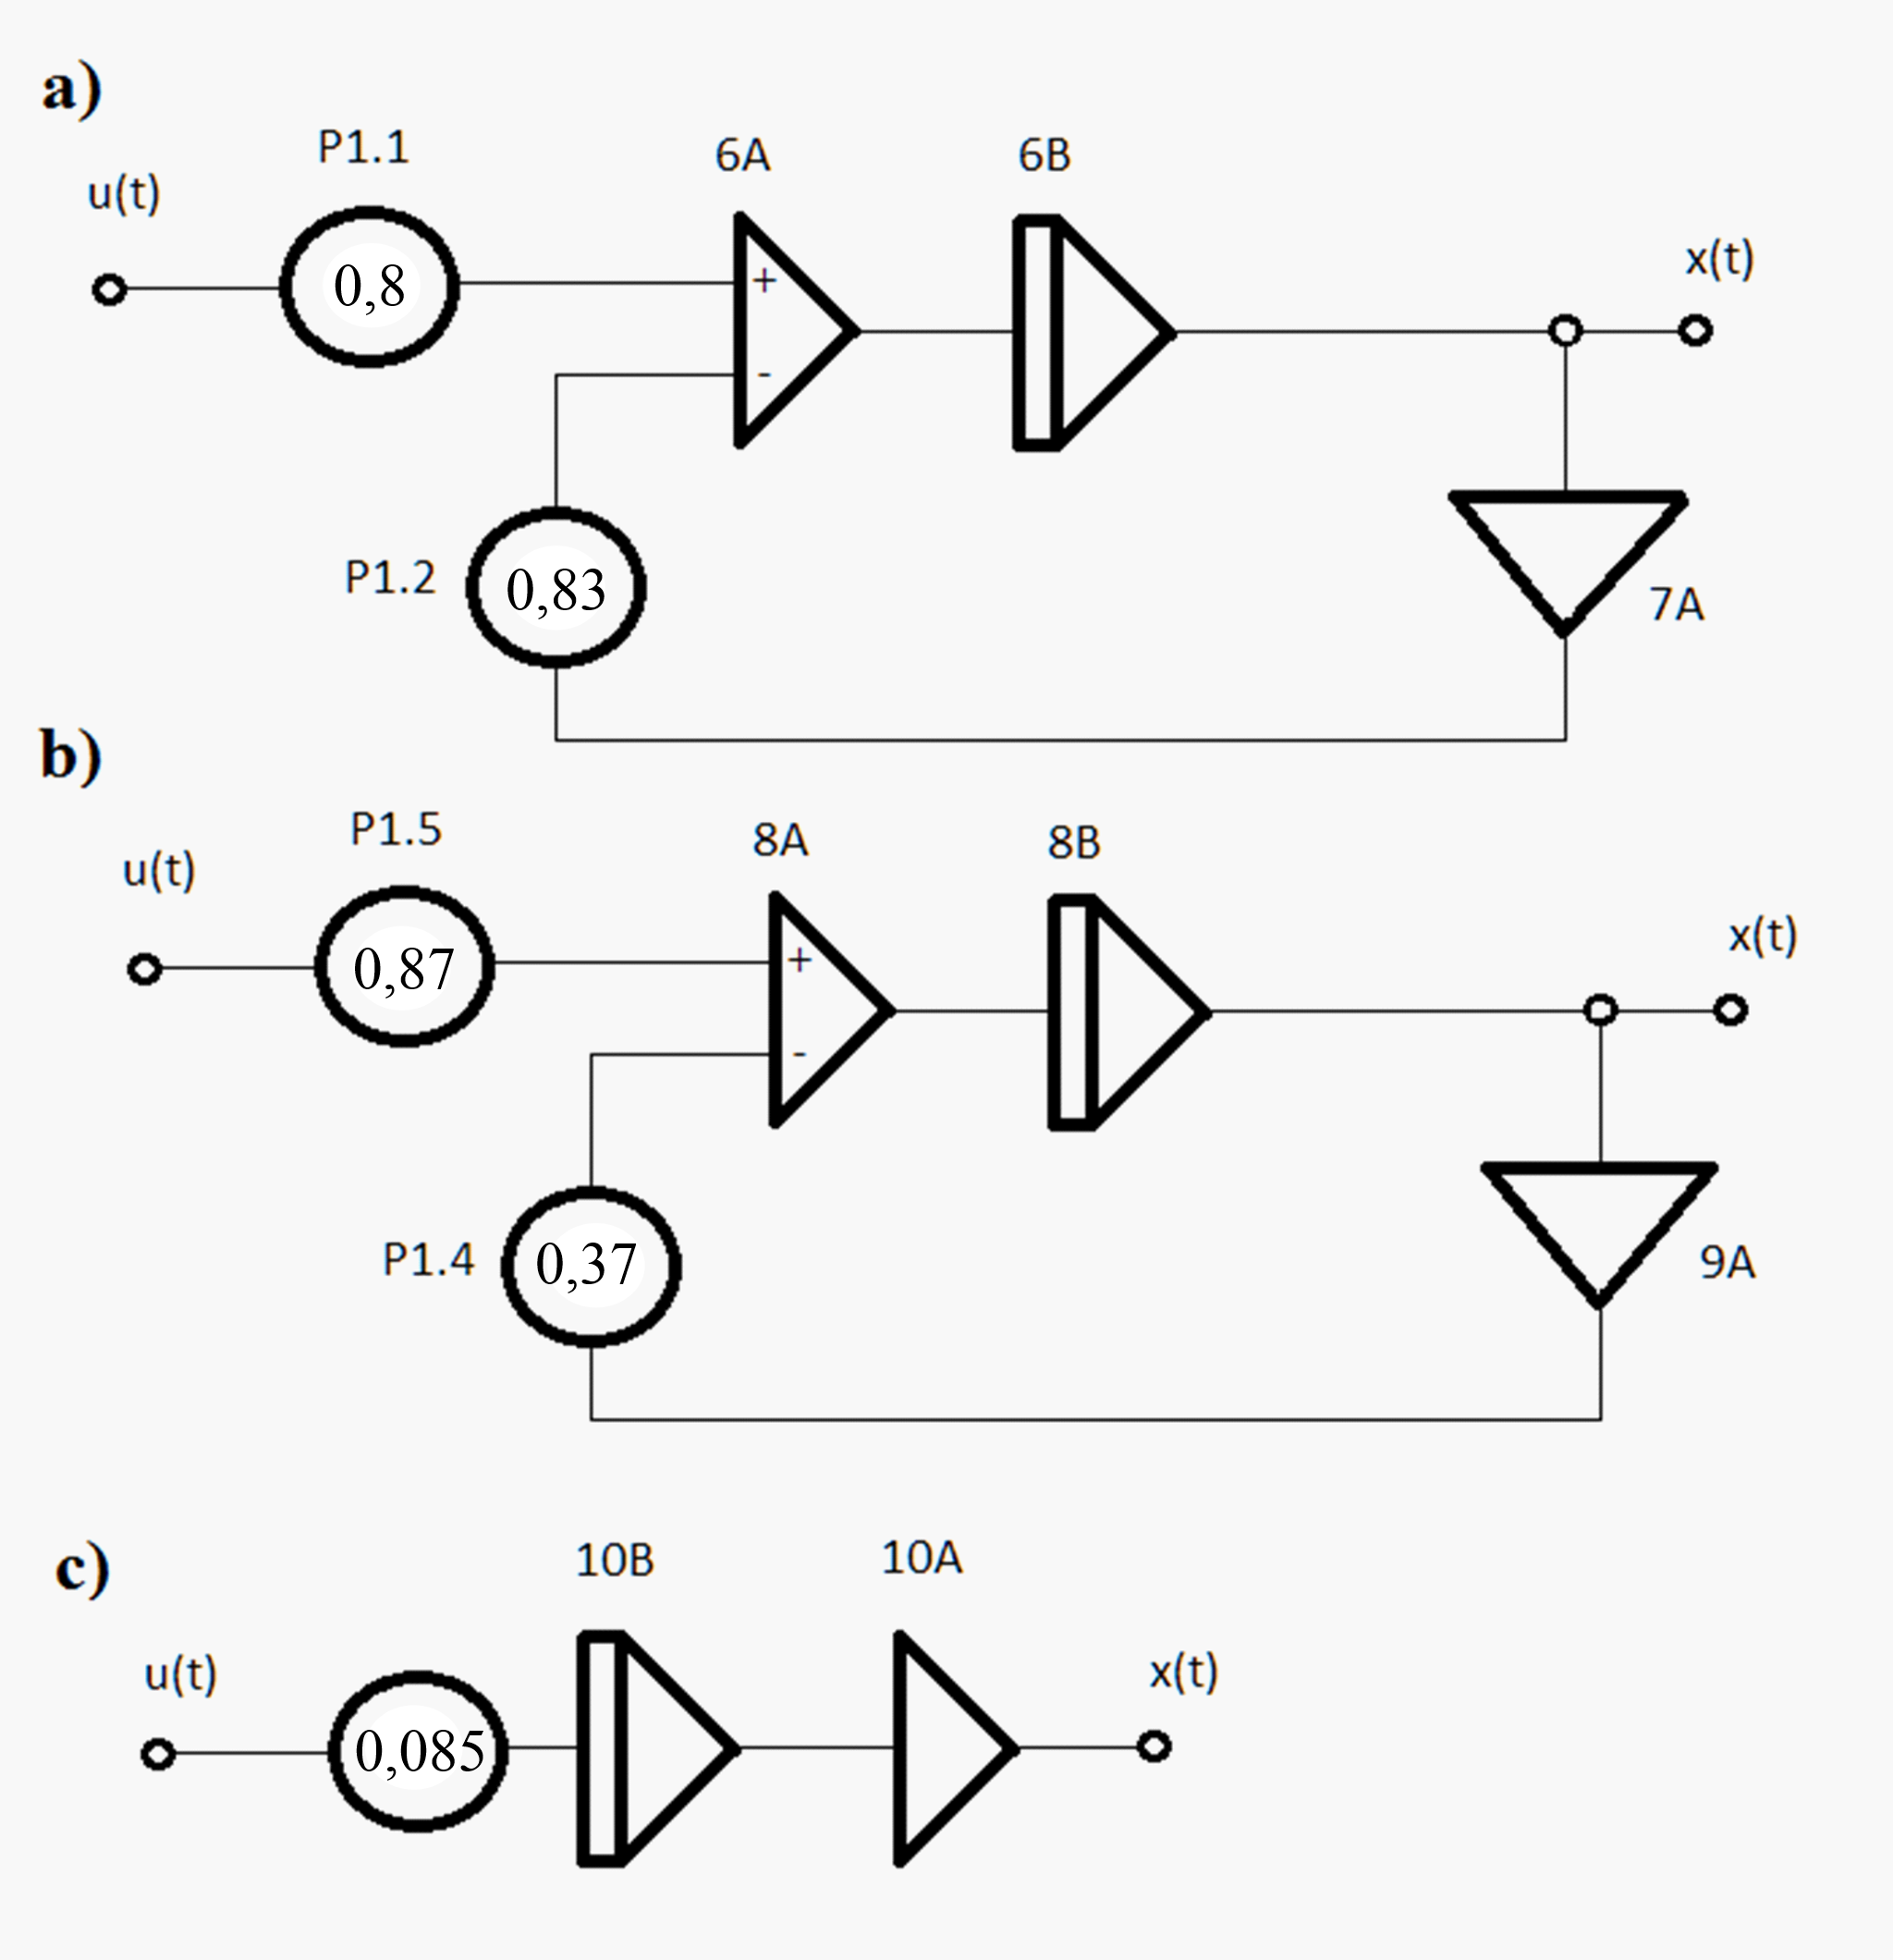 a)
P1.1
6A
6B
u(t)
x(t)
0,8
+
-
P1.2
0,83
7A
b)
P1.5
8A
8B
u(t)
x(t)
0,87
+
-
P1.4
0,37
9A
c)
10B
10A
u(t)
x(t)
0,085